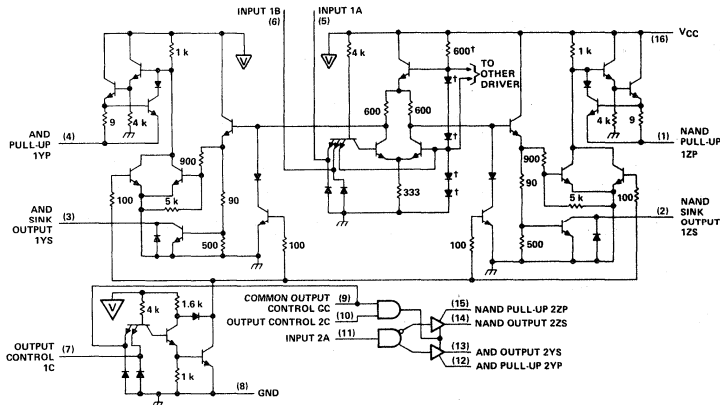 INPUT 1B INPUT 1A
(6) (5)
V
V
(16) VCC
1 k
4 k
600†
TO
OTHER
DRIVER
1 k
†
†
†
†
600 600
9 4 k
4 k 9
AND
PULL-UP
1YP
(4)
(1) NAND
PULL-UP
1ZP
900
900
100
5 k
90
333
90
5 k
100
AND
SINK
OUTPUT
1YS
(3)
(2) NAND
SINK
OUTPUT
1ZS
500
100
100
500
V
4 k
1.6 k
1 k
OUTPUT
CONTROL
1C
(7)
(8) GND
COMMON OUTPUT
CONTROL CC
(9)
OUTPUT CONTROL 2C (10)
INPUT 2A (11)
(15) NAND PULL-UP 2ZP
(14) NAND OUTPUT 2ZS
(13) AND OUTPUT 2YS
(12) AND PULL-UP 2YP